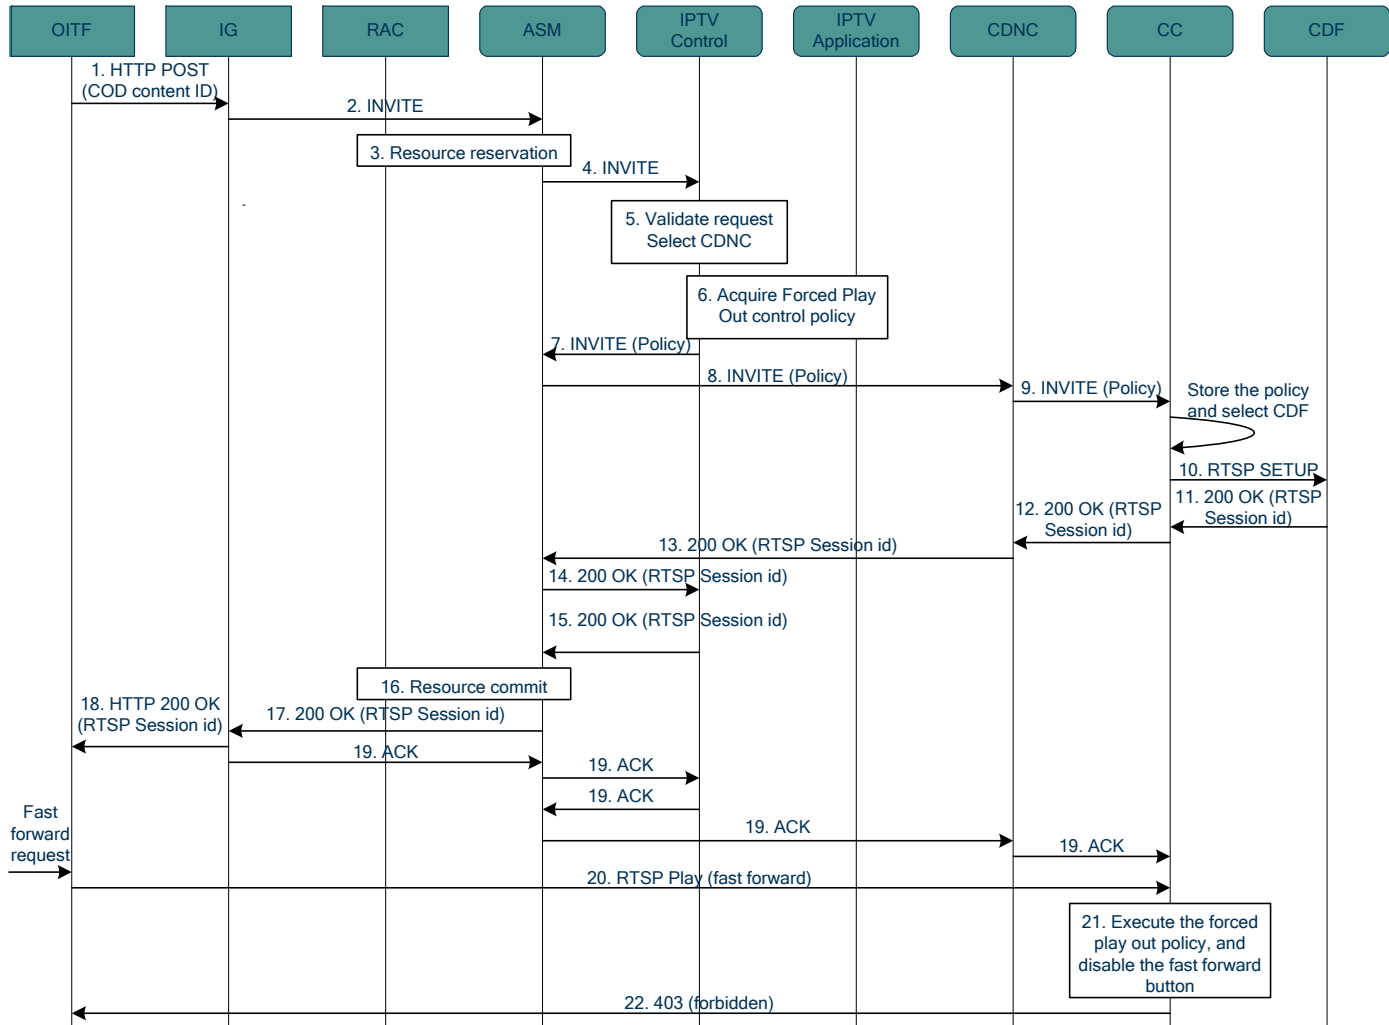 OITF
IG
RAC
ASM
IPTV
Control
IPTV
Application
CDNC
CC
CDF
1. HTTP POST
(COD content ID)
2. INVITE
3. Resource reservation
4. INVITE
5. Validate request
Select CDNC
6. Acquire Forced Play
Out control policy
7. INVITE (Policy)
8. INVITE (Policy)
9. INVITE (Policy)
Store the policy
and select CDF
10. RTSP SETUP
11. 200 OK (RTSP
Session id)
12. 200 OK (RTSP
Session id)
13. 200 OK (RTSP Session id)
14. 200 OK (RTSP Session id)
15. 200 OK (RTSP Session id)
16. Resource commit
17. 200 OK (RTSP Session id)
18. HTTP 200 OK
(RTSP Session id)
19. ACK
19. ACK
19. ACK
19. ACK
19. ACK
Fast
forward
request
20. RTSP Play (fast forward)
21. Execute the forced
play out policy, and
disable the fast forward
button
22. 403 (forbidden)